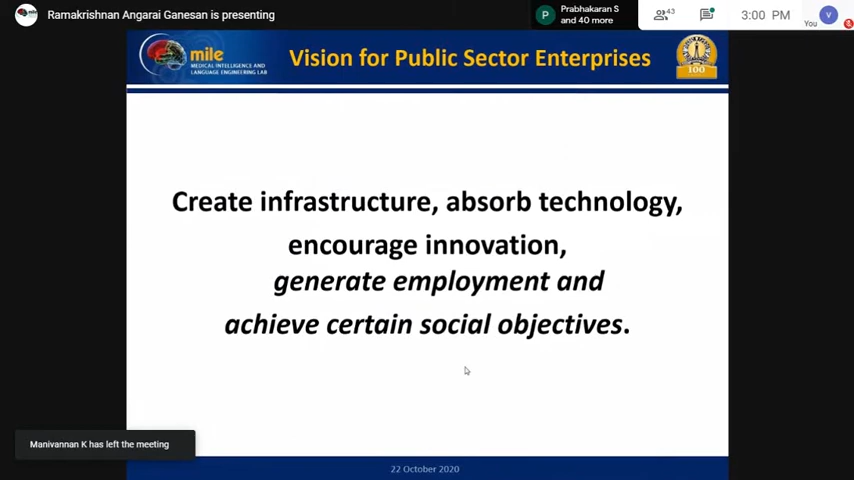 Ramakrishnan Angarai Ganesan is presenting
P
Prabhakaran S
and 40 more
43
3:00 PM
You
V
mile
MEDICAL INTELLIGENCE AND
LANGUAGE ENGINEERING LAB
Vision for Public Sector Enterprises
100
Create infrastructure, absorb technology,
encourage innovation,
generate employment and
achieve certain social objectives.
Manivannan K has left the meeting
22 October 2020